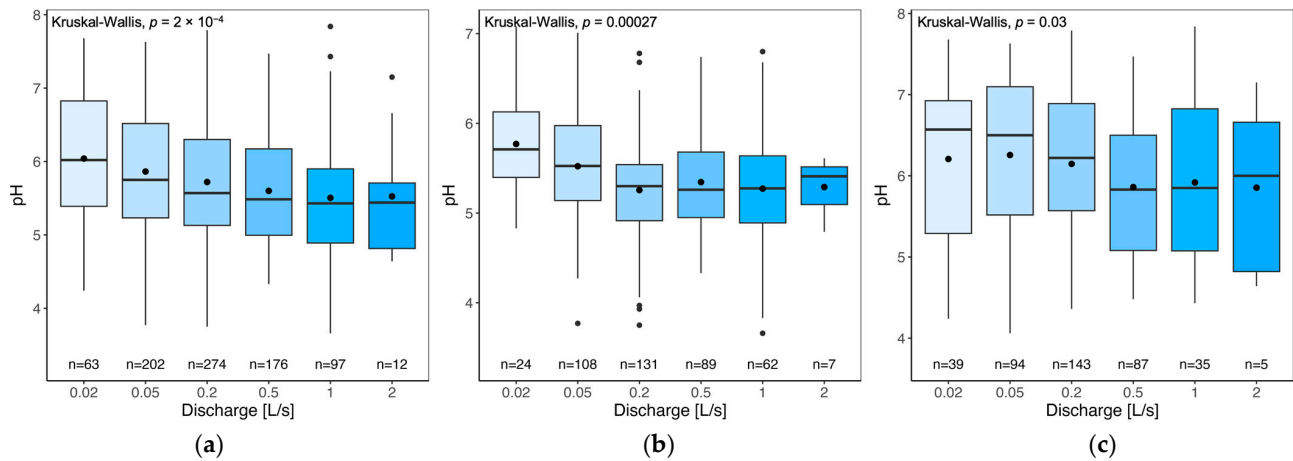 Kruskal-Wallis, p = 2 × 10⁻⁴
8
7
6
5
4
pH
n=63 n=202 n=274 n=176 n=97 n=12
0.02 0.05 0.2 0.5 1 2
Discharge [L/s]
(a)
Kruskal-Wallis, p = 0.00027
7
6
5
4
pH
n=24 n=108 n=131 n=89 n=62 n=7
0.02 0.05 0.2 0.5 1 2
Discharge [L/s]
(b)
Kruskal-Wallis, p = 0.03
8
7
6
5
4
pH
n=39 n=94 n=143 n=87 n=35 n=5
0.02 0.05 0.2 0.5 1 2
Discharge [L/s]
(c)